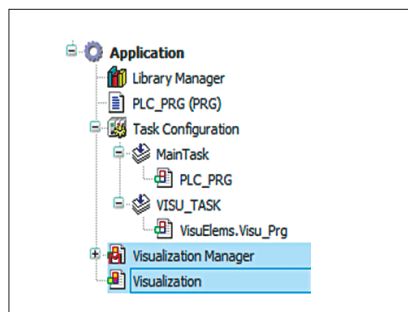 Application
Library Manager
PLC_PRG (PRG)
Task Configuration
MainTask
PLC_PRG
VISU_TASK
VisuElems.Visu_Prg
Visualization Manager
Visualization